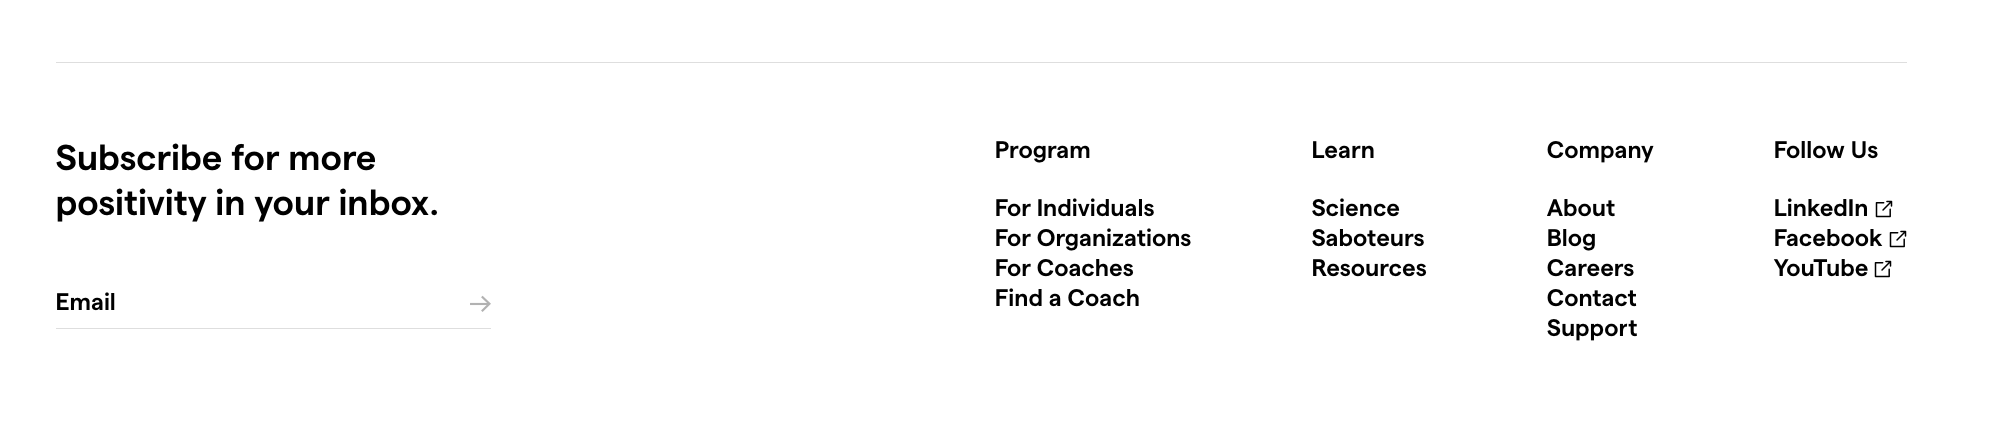 Subscribe for more
positivity in your inbox.
Email
Program
For Individuals
For Organizations
For Coaches
Find a Coach
Learn
Science
Saboteurs
Resources
Company
About
Blog
Careers
Contact
Support
Follow Us
LinkedIn
Facebook
YouTube